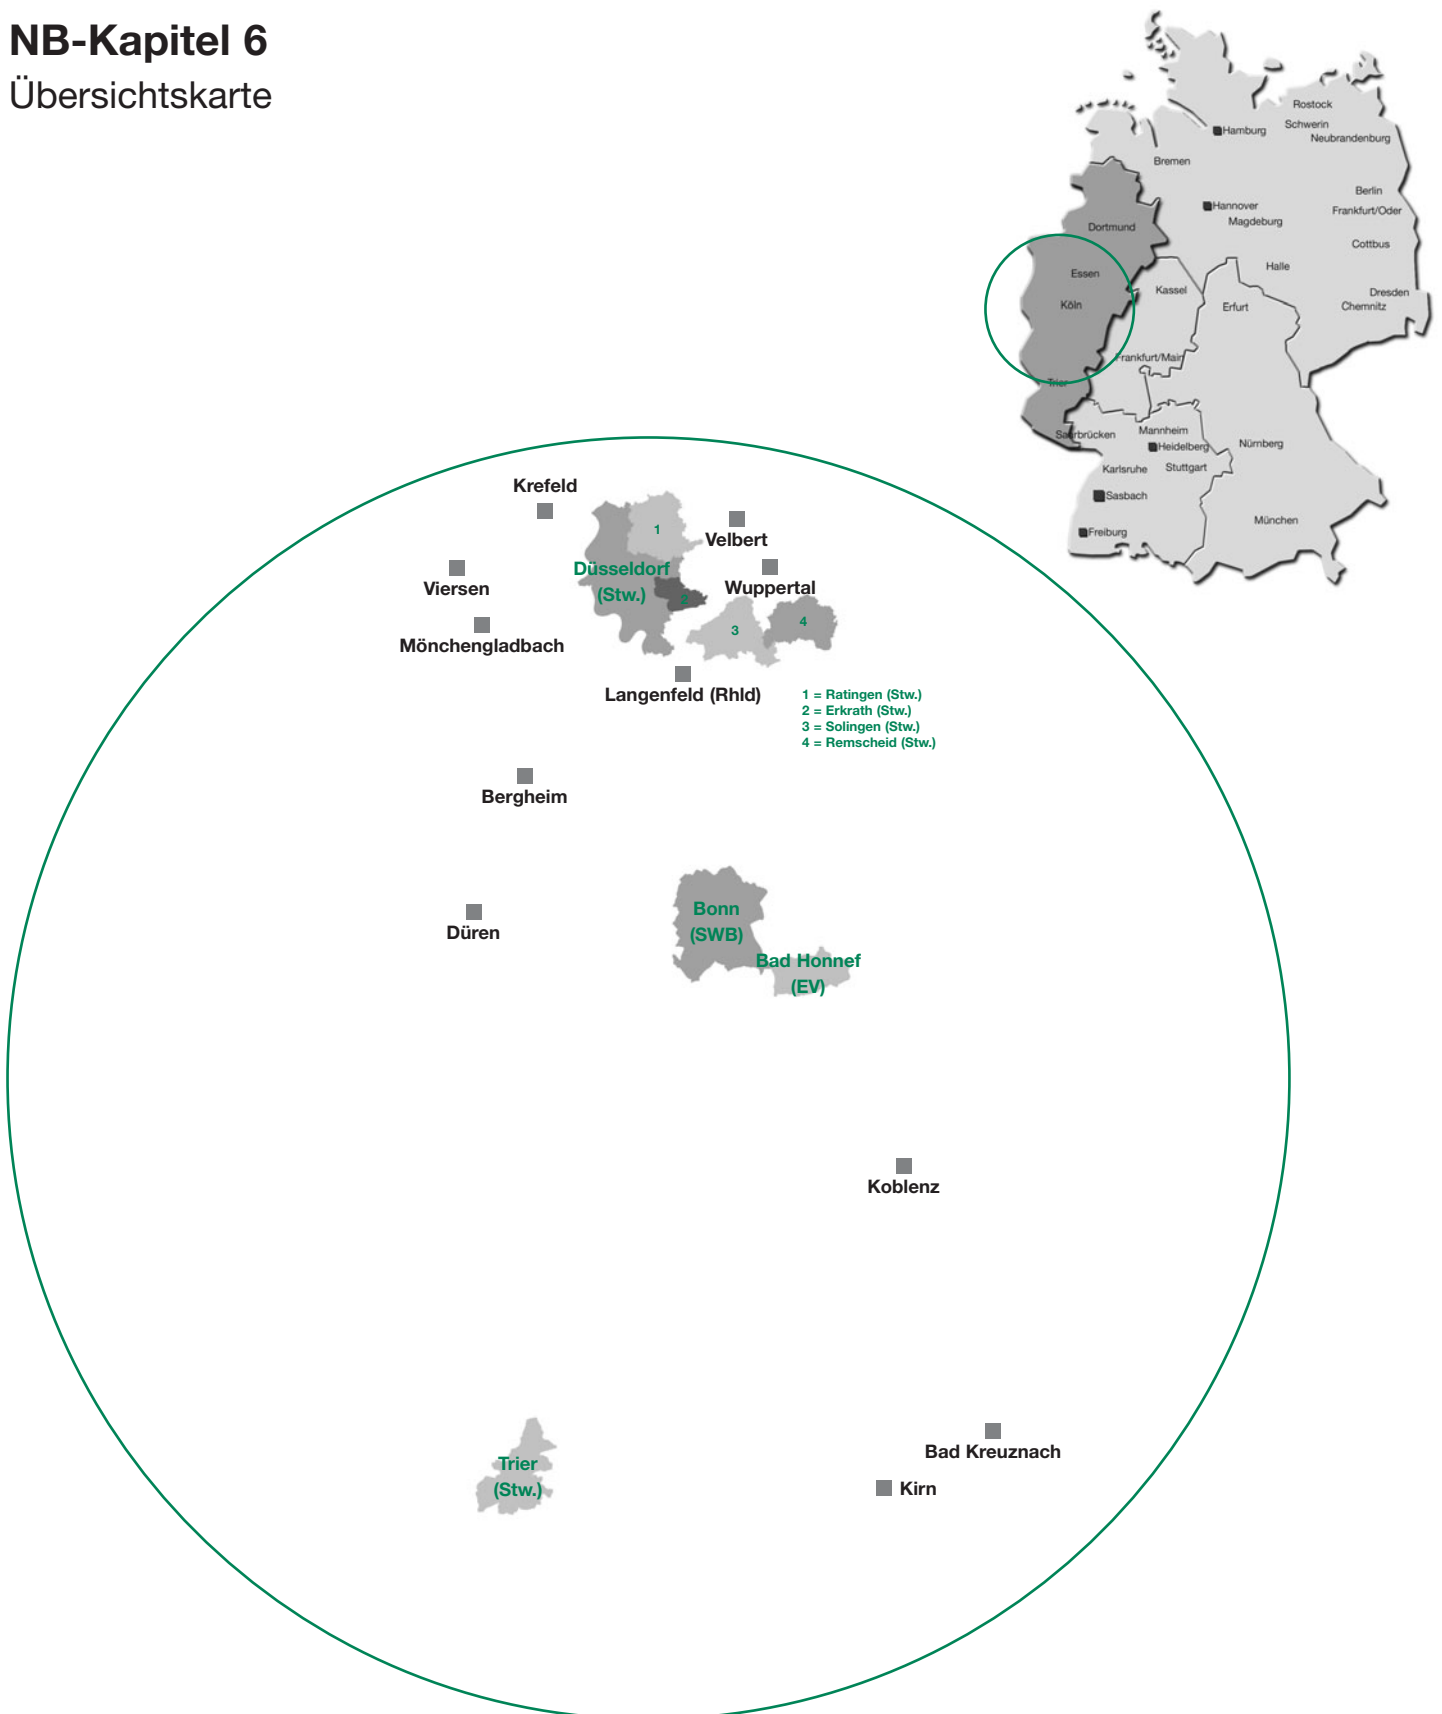 NB-Kapitel 6
Übersichtskarte
Rostock
Schwerin
Hamburg
Neubrandenburg
Bremen
Berlin
Hannover
Frankfurt/Oder
Magdeburg
Dortmund
Cottbus
Halle
Essen
Kassel
Dresden
Köln
Erfurt
Chemnitz
Frankfurt/Main
Trier
Saarbrücken
Mannheim
Heidelberg
Nürnberg
Karlsruhe
Stuttgart
Sasbach
München
Freiburg
Krefeld
1
Velbert
Düsseldorf
(Stw.)
Viersen
Wuppertal
2
3
4
Mönchengladbach
Langenfeld (Rhld)
1 = Ratingen (Stw.)
2 = Erkrath (Stw.)
3 = Solingen (Stw.)
4 = Remscheid (Stw.)
Bergheim
Bonn
(SWB)
Düren
Bad Honnef
(EV)
Koblenz
Bad Kreuznach
Trier
(Stw.)
Kirn